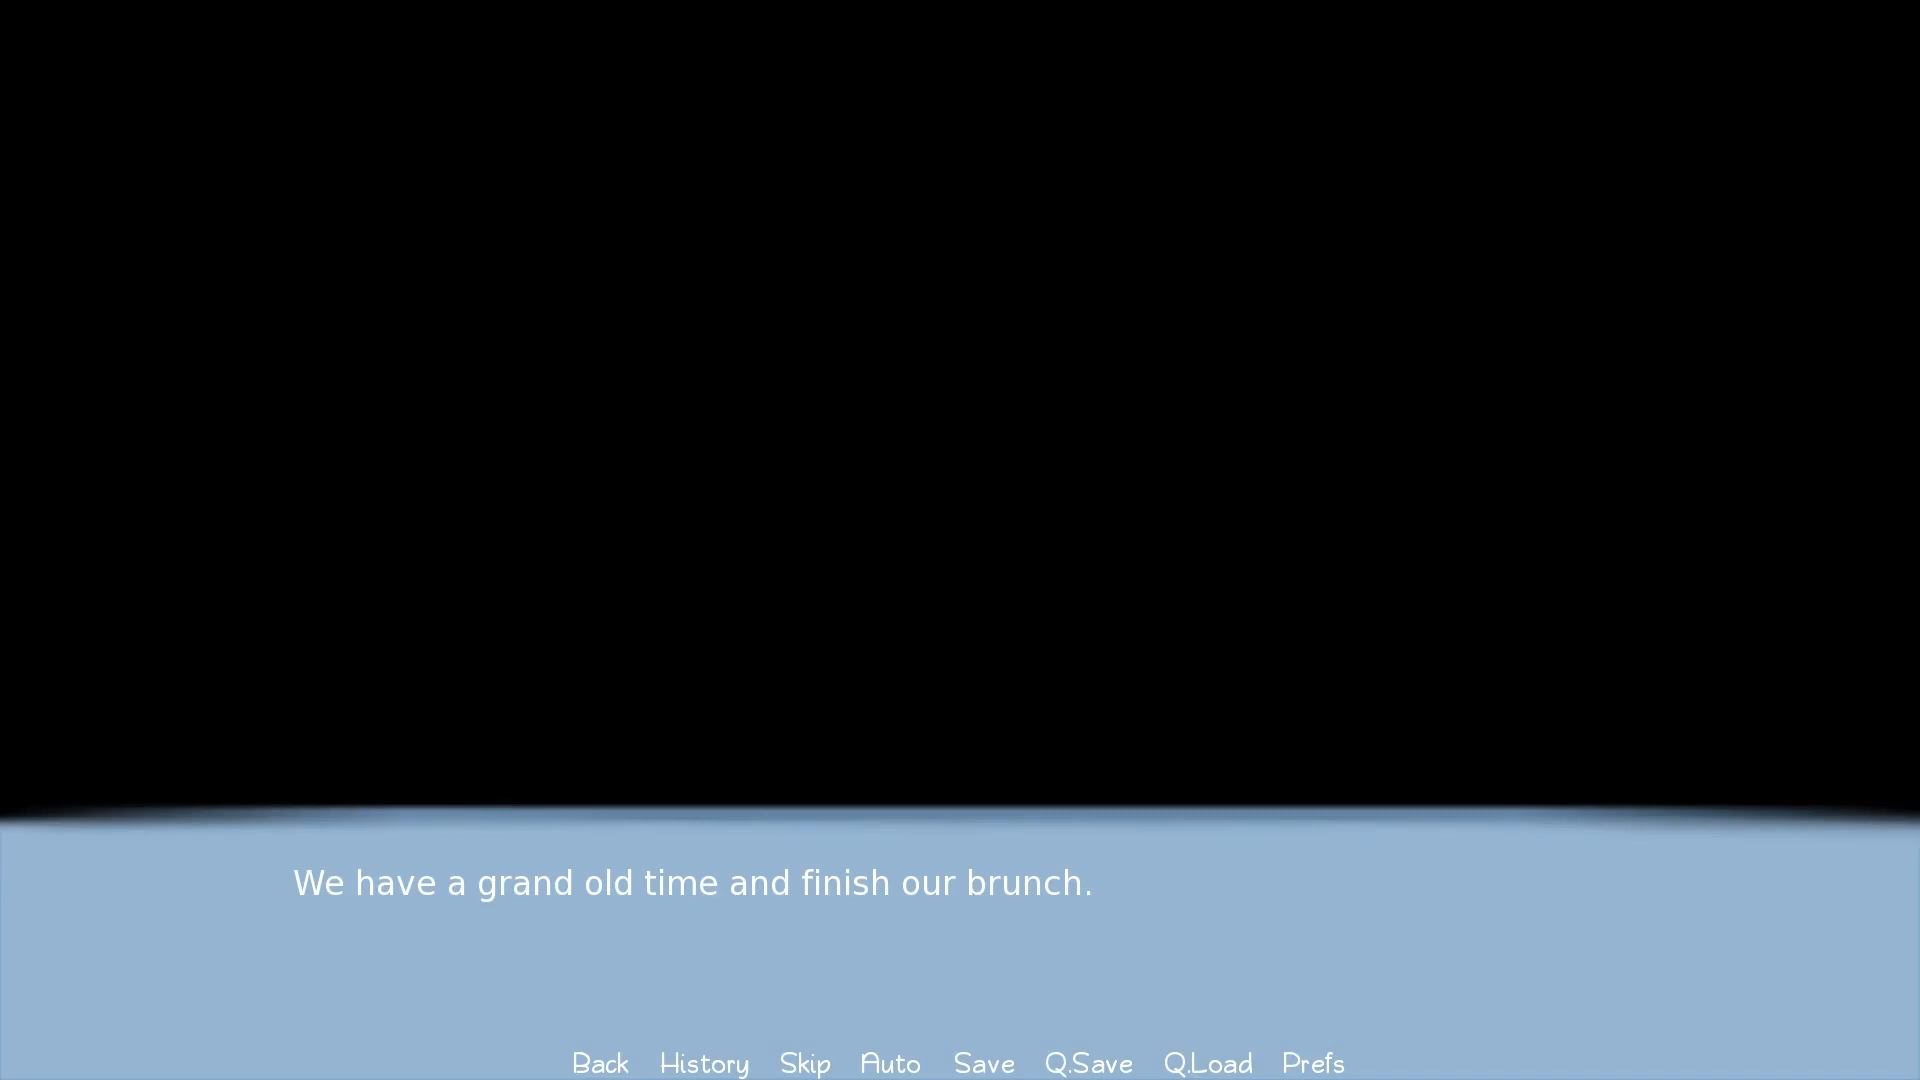 We have a grand old time and finish our brunch.
Back History Skip Auto Save Q.Save Q.Load Prefs